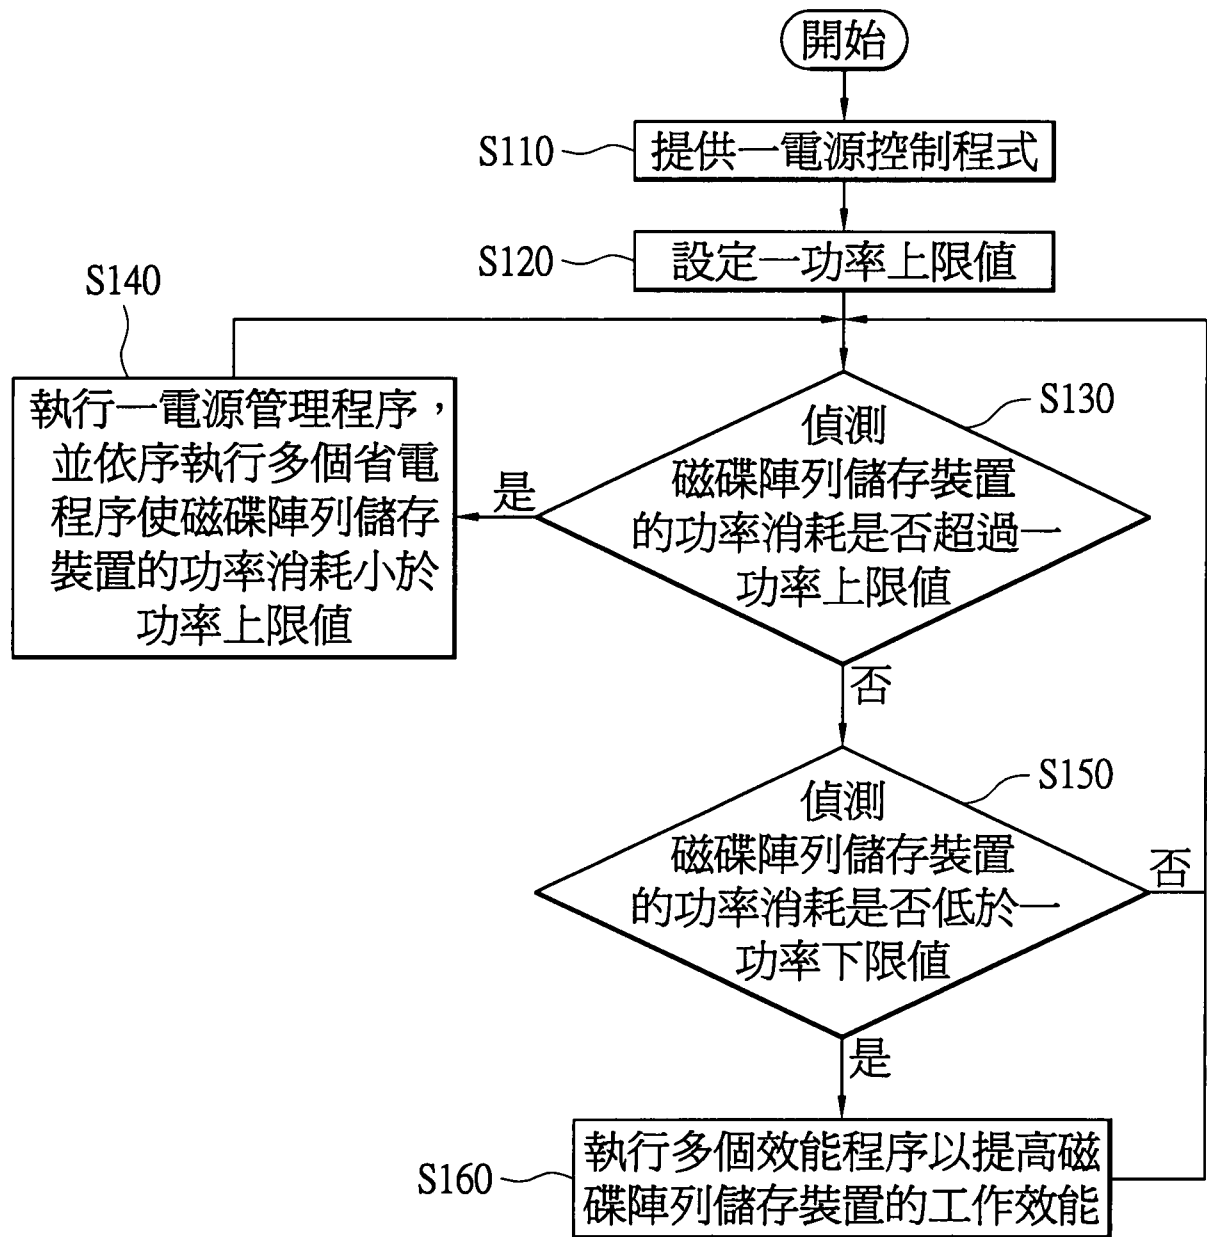 開始
S110
提供一電源控制程式
S120
設定一功率上限值
S140
執行一電源管理程序，
並依序執行多個省電
程序使磁碟陣列儲存
裝置的功率消耗小於
功率上限值
是
S130
偵測
磁碟陣列儲存裝置
的功率消耗是否超過一
功率上限值
否
S150
偵測
磁碟陣列儲存裝置
的功率消耗是否低於一
功率下限值
否
是
S160
執行多個效能程序以提高磁
碟陣列儲存裝置的工作效能